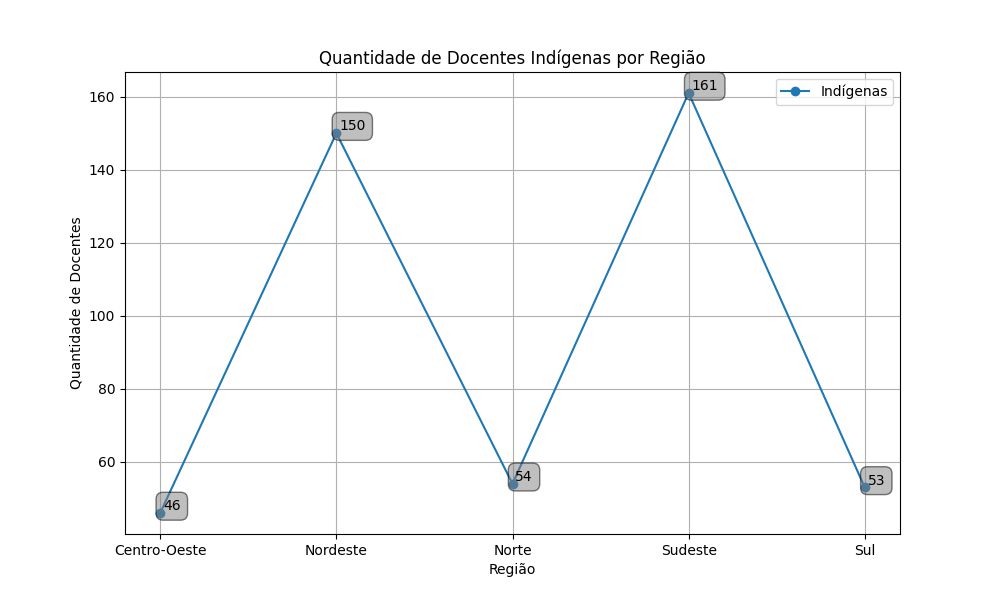 Quantidade de Docentes Indígenas por Região
Indígenas
Quantidade de Docentes
160
140
120
100
80
60
46
150
54
161
53
Centro-Oeste
Nordeste
Norte
Sudeste
Sul
Região